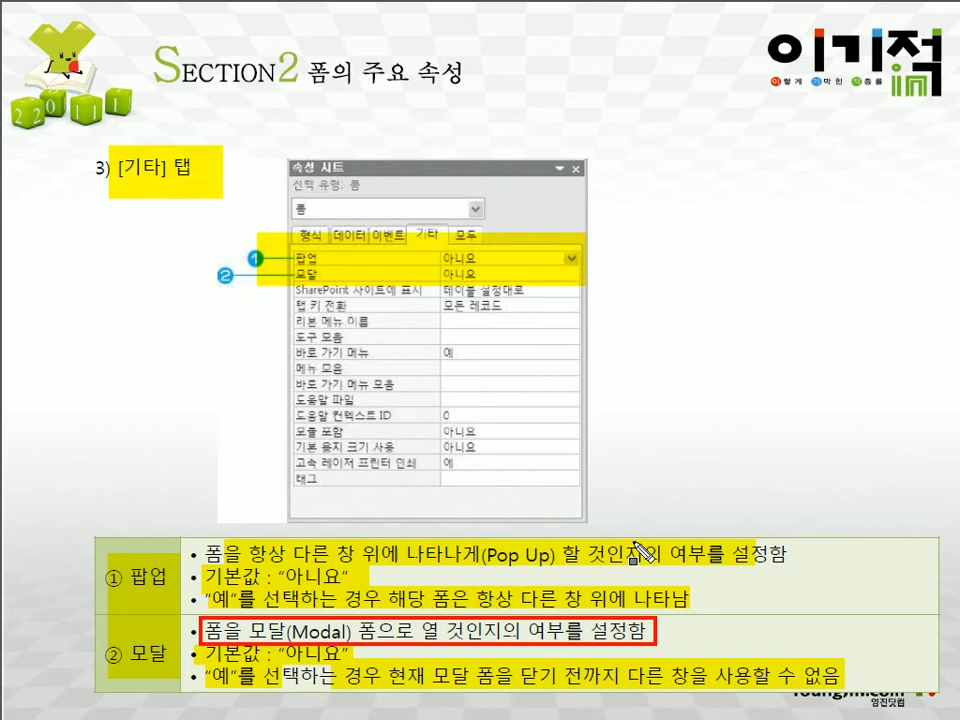 SECTION2 폼의 주요 속성
이기적in
이렇게 기막힌 적중률
2 2 0 1 1 1
3) [기타] 탭
속성 시트
선택 유형: 폼
폼
형식 데이터 이벤트 기타 모두
1 팝업 아니요
2 모달 아니요
SharePoint 사이트에 표시 테이블 설정대로
탭 키 전환 모든 레코드
리본 메뉴 이름
도구 모음
바로 가기 메뉴 예
메뉴 모음
바로 가기 메뉴 모음
도움말 파일
도움말 컨텍스트 ID 0
모듈 포함 아니요
기본 용지 크기 사용 아니요
고속 레이저 프린터 인쇄 예
태그
① 팝업
• 폼을 항상 다른 창 위에 나타나게(Pop Up) 할 것인지의 여부를 설정함
• 기본값 : “아니요”
• “예”를 선택하는 경우 해당 폼은 항상 다른 창 위에 나타남
② 모달
• 폼을 모달(Modal) 폼으로 열 것인지의 여부를 설정함
• 기본값 : “아니요”
• “예”를 선택하는 경우 현재 모달 폼을 닫기 전까지 다른 창을 사용할 수 없음
YoungJin.com
영진닷컴